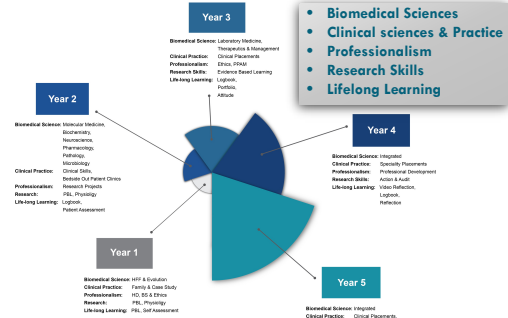 • Biomedical Sciences
• Clinical sciences & Practice
• Professionalism
• Research Skills
• Lifelong Learning
Year 3
Biomedical Science: Laboratory Medicine,
Therapeutics & Management
Clinical Practice: Clinical Placements.
Professionalism: Ethics, PPAM
Research Skills: Evidence Based Learning
Life-long Learning: Logbook,
Portfolio,
Attitude
Year 2
Biomedical Science: Molecular Medicine,
Biochemistry,
Neuroscience,
Pharmacology,
Pathology,
Microbiology
Clinical Practice: Clinical Skills,
Bedside Out Patient Clinics
Professionalism: Research Projects
Research: PBL, Physiology
Life-long Learning: Logbook,
Patient Assessment
Year 4
Biomedical Science: Integrated
Clinical Practice: Speciality Placements
Professionalism: Professional Development
Research Skills: Action & Audit
Life-long Learning: Video Reflection,
Logbook,
Reflection
Year 1
Biomedical Science: HFF & Evolution
Clinical Practice: Family & Case Study
Professionalism: HD, BS & Ethics
Research: PBL, Physiology
Life-long Learning: PBL, Self Assessment
Year 5
Biomedical Science: Integrated
Clinical Practice: Clinical Placements,